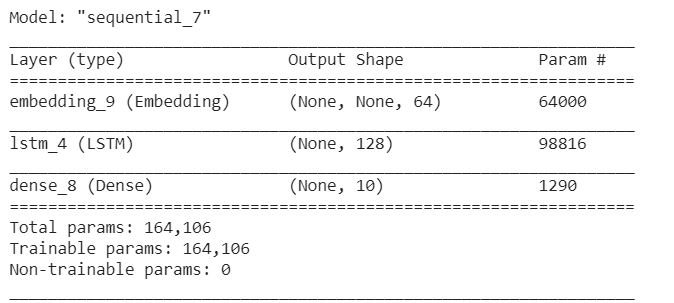 Model: "sequential_7"
Layer (type) Output Shape Param #
embedding_9 (Embedding) (None, None, 64) 64000
lstm_4 (LSTM) (None, 128) 98816
dense_8 (Dense) (None, 10) 1290
Total params: 164,106
Trainable params: 164,106
Non-trainable params: 0